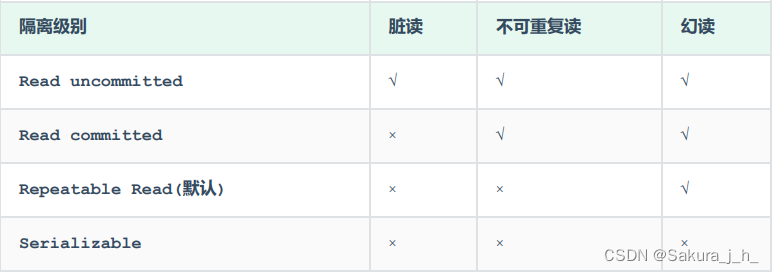 隔离级别 脏读 不可重复读 幻读
Read uncommitted √ √ √
Read committed × √ √
Repeatable Read(默认) × × √
Serializable × × ×
CSDN @Sakura_j_h_